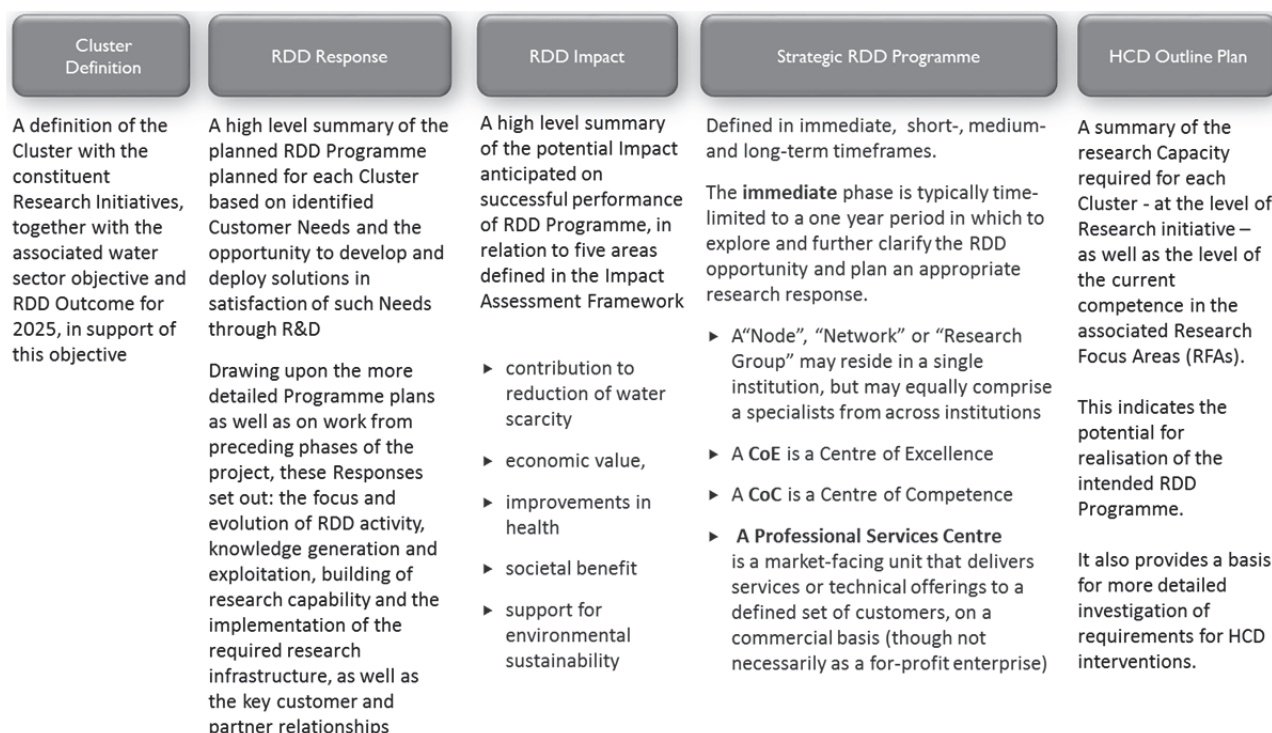 Cluster
Definition
A definition of the
Cluster with the
constituent
Research Initiatives,
together with the
associated water
sector objective and
RDD Outcome for
2025, in support of
this objective
RDD Response
A high level summary of the
planned RDD Programme
planned for each Cluster
based on identified
Customer Needs and the
opportunity to develop and
deploy solutions in
satisfaction of such Needs
through R&D
Drawing upon the more
detailed Programme plans
as well as on work from
preceding phases of the
project, these Responses
set out: the focus and
evolution of RDD activity,
knowledge generation and
exploitation, building of
research capability and the
implementation of the
required research
infrastructure, as well as
the key customer and
partner relationships
RDD Impact
A high level summary
of the potential Impact
anticipated on
successful performance
of RDD Programme, in
relation to five areas
defined in the Impact
Assessment Framework
▸ contribution to
reduction of water
scarcity
▸ economic value,
▸ improvements in
health
▸ societal benefit
▸ support for
environmental
sustainability
Strategic RDD Programme
Defined in immediate, short-, medium-
and long-term timeframes.
The immediate phase is typically time-
limited to a one year period in which to
explore and further clarify the RDD
opportunity and plan an appropriate
research response.
▸ A“Node”, “Network” or “Research
Group” may reside in a single
institution, but may equally comprise
a specialists from across institutions
▸ A CoE is a Centre of Excellence
▸ A CoC is a Centre of Competence
▸ A Professional Services Centre
is a market-facing unit that delivers
services or technical offerings to a
defined set of customers, on a
commercial basis (though not
necessarily as a for-profit enterprise)
HCD Outline Plan
A summary of the
research Capacity
required for each
Cluster - at the level of
Research initiative –
as well as the level of
the current
competence in the
associated Research
Focus Areas (RFAs).
This indicates the
potential for
realisation of the
intended RDD
Programme.
It also provides a basis
for more detailed
investigation of
requirements for HCD
interventions.